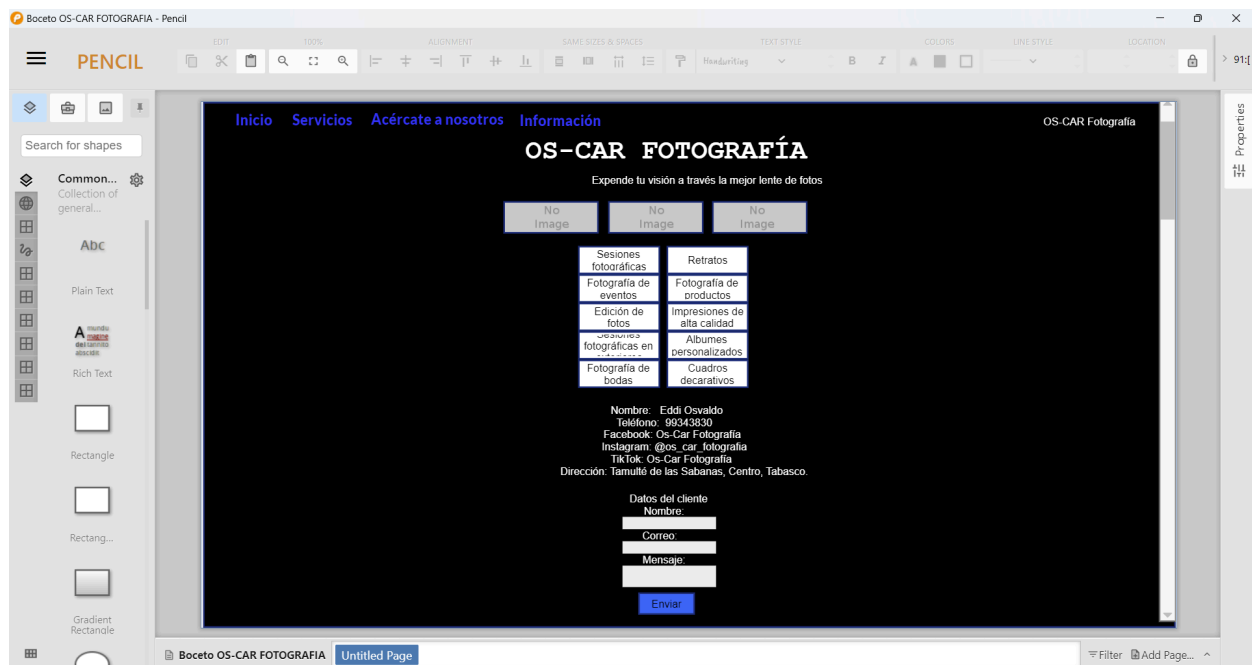 Boceto OS-CAR FOTOGRAFIA - Pencil
EDIT
100%
ALIGNMENT
SAME SIZES & SPACES
TEXT STYLE
COLORS
LINE STYLE
LOCATION
PENCIL
Handwriting
B I A
> 91:[
Search for shapes
Common...
Collection of
general...
Abc
Plain Text
Rich Text
Rectangle
Rectang...
Gradient
Rectangle
Inicio Servicios Acércate a nosotros Información
OS-CAR Fotografía
OS-CAR FOTOGRAFÍA
Expende tu visión a través la mejor lente de fotos
No No No
Image Image Image
Sesiones
fotográficas
Retratos
Fotografía de
eventos
Fotografía de
productos
Edición de
fotos
Impresiones de
alta calidad
Sesiones
fotográficas en
Albumes
personalizados
Fotografía de
bodas
Cuadros
decarativos
Nombre: Eddi Osvaldo
Teléfono: 99343830
Facebook: Os-Car Fotografía
Instagram: @os_car_fotografia
TikTok: Os-Car Fotografía
Dirección: Tamulté de las Sabanas, Centro, Tabasco.
Datos del cliente
Nombre:
Correo:
Mensaje:
Enviar
Properties
Boceto OS-CAR FOTOGRAFIA
Untitled Page
Filter
Add Page...